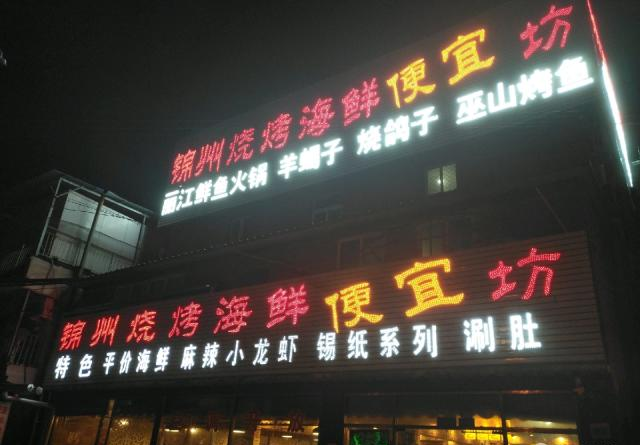 锦州烧烤海鲜便宜坊
丽江鲜鱼火锅 羊蝎子 烧鸽子 巫山烤鱼
锦州烧烤海鲜便宜坊
特色 平价海鲜 麻辣小龙虾 锡纸系列 涮肚